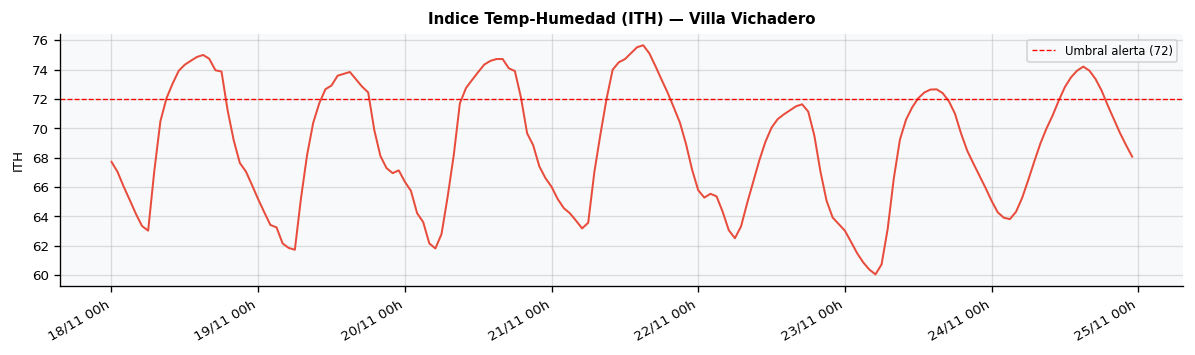 Indice Temp-Humedad (ITH) — Villa Vichadero
Umbral alerta (72)
ITH
76
74
72
70
68
66
64
62
60
18/11 00h
19/11 00h
20/11 00h
21/11 00h
22/11 00h
23/11 00h
24/11 00h
25/11 00h